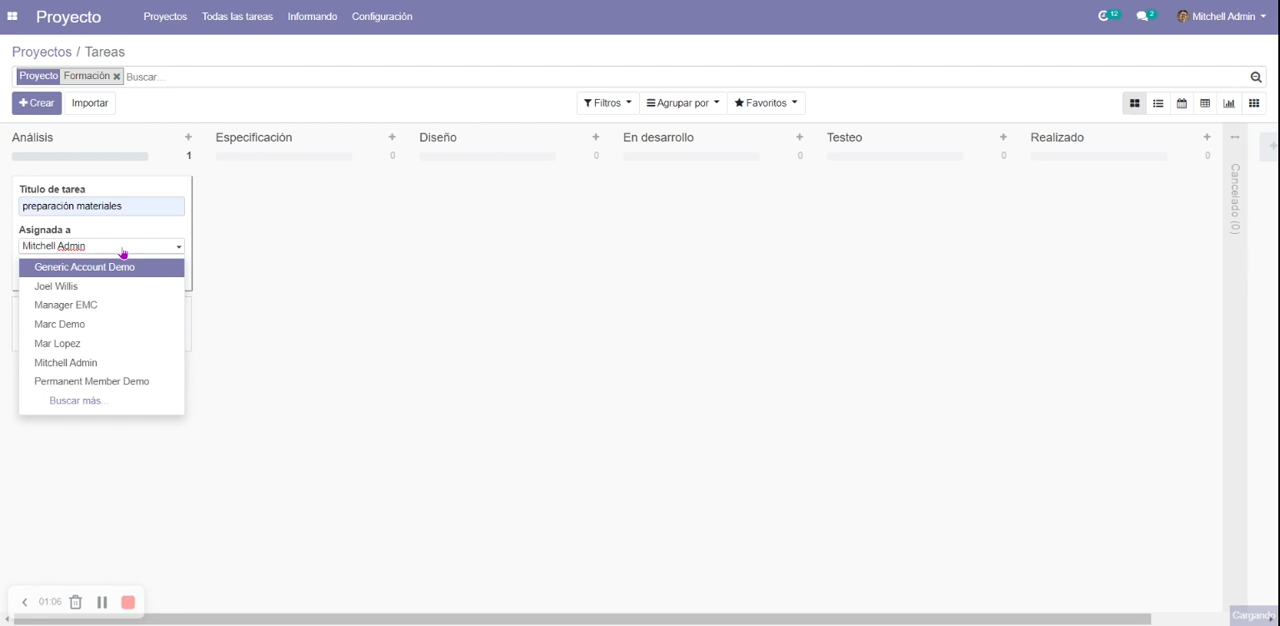 Proyecto Proyectos Todas las tareas Informando Configuración 12 2 Mitchell Admin
Proyectos / Tareas
Proyecto Formación × Buscar...
+ Crear Importar Filtros Agrupar por Favoritos
Análisis + Especificación + Diseño + En desarrollo + Testeo + Realizado +
1 0 0 0 0 0
Cancelado (0)
Título de tarea
preparación materiales
Asignada a
Mitchell Admin
Generic Account Demo
Joel Willis
Manager EMC
Marc Demo
Mar Lopez
Mitchell Admin
Permanent Member Demo
Buscar más...
01:06
Cargando